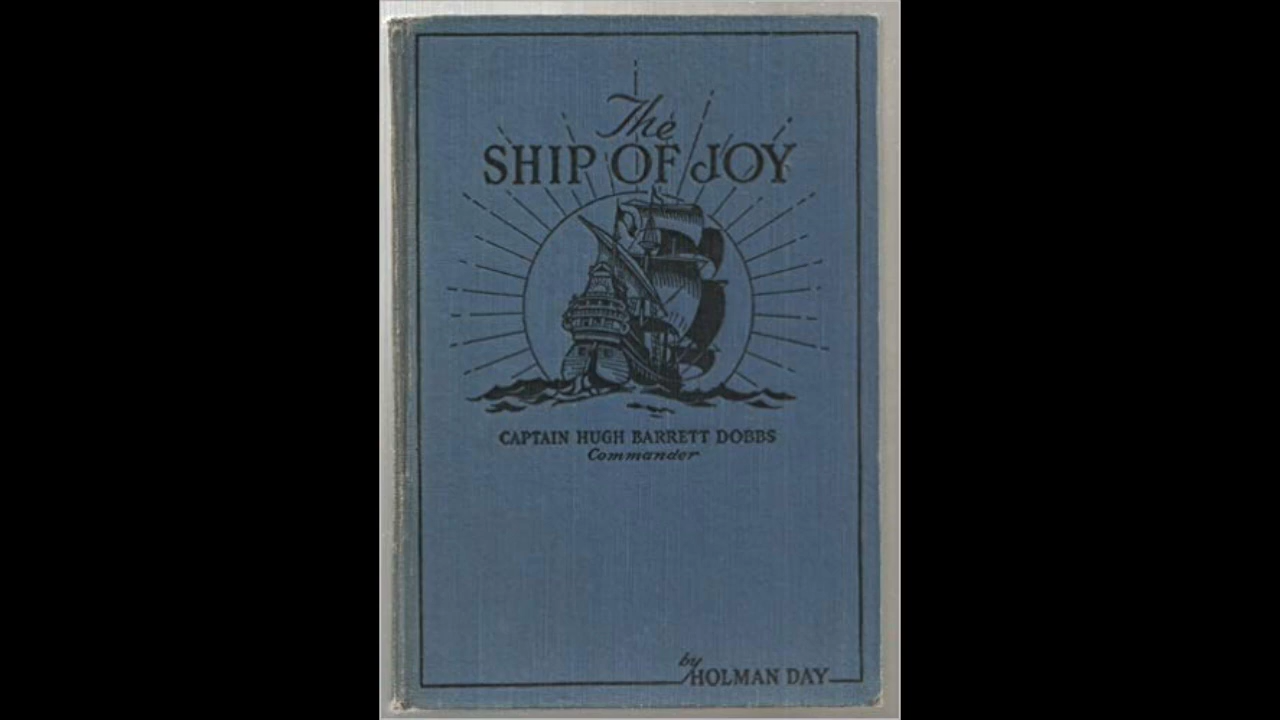 The
SHIP OF JOY
CAPTAIN HUGH BARRETT DOBBS
Commander
by
HOLMAN DAY